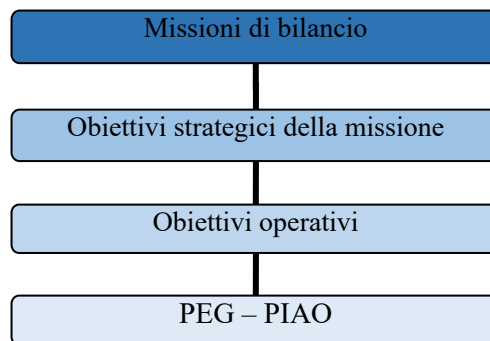 Missioni di bilancio
Obiettivi strategici della missione
Obiettivi operativi
PEG – PIAO